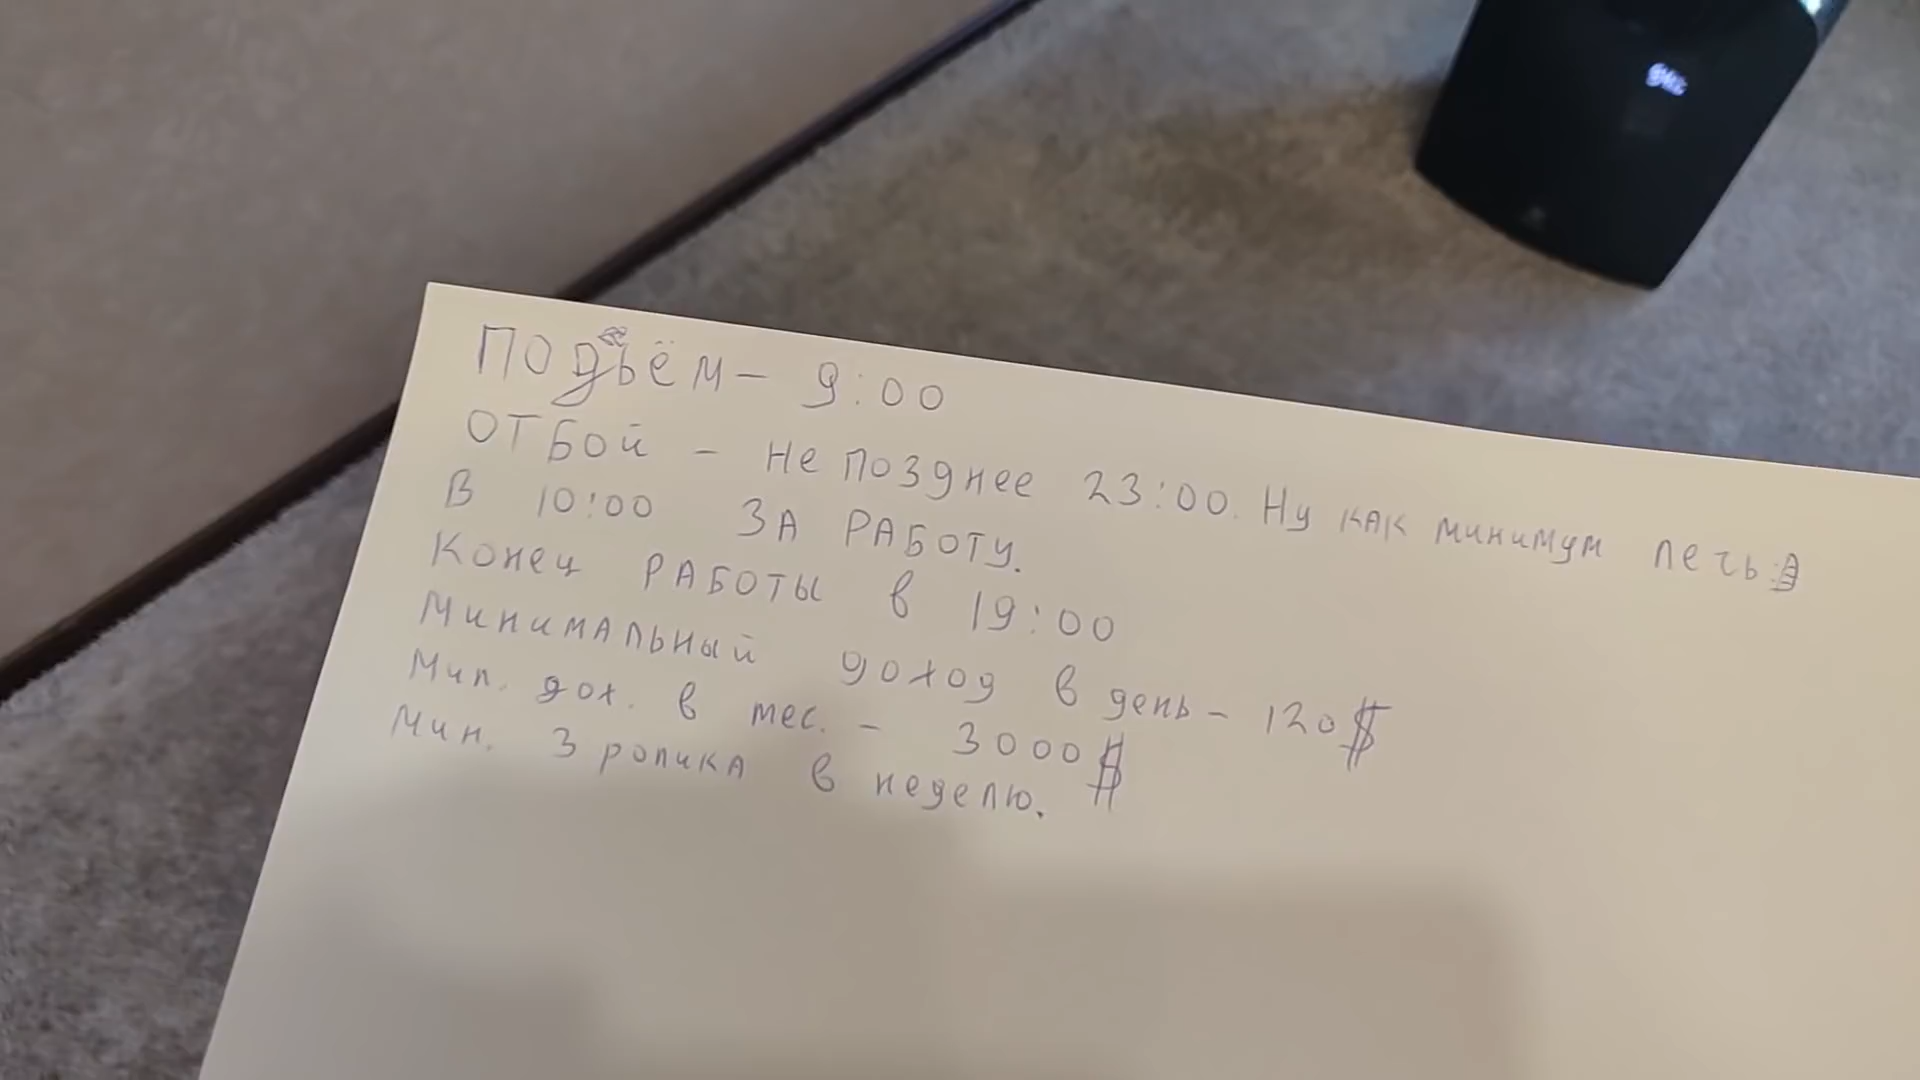 ПОДЪЁМ - 9:00
ОТБОЙ - Не позднее 23:00. Ну как минимум лечь :D
В 10:00 ЗА РАБОТУ.
Конец РАБОТЫ в 19:00
Минимальный доход в день - 120$
Мин. дох. в мес. - 3000$
Мин. 3 ролика в неделю.